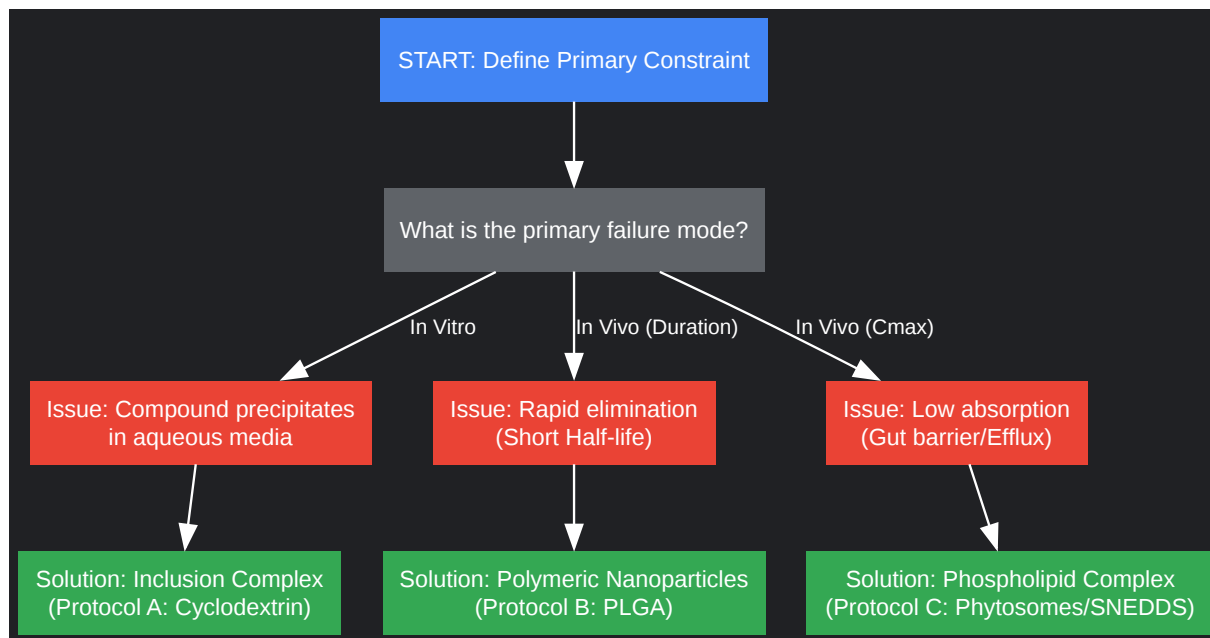 START: Define Primary Constraint
What is the primary failure mode?
In Vitro
In Vivo (Duration)
In Vivo (Cmax)
Issue: Compound precipitates
in aqueous media
Issue: Rapid elimination
(Short Half-life)
Issue: Low absorption
(Gut barrier/Efflux)
Solution: Inclusion Complex
(Protocol A: Cyclodextrin)
Solution: Polymeric Nanoparticles
(Protocol B: PLGA)
Solution: Phospholipid Complex
(Protocol C: Phytosomes/SNEDDS)